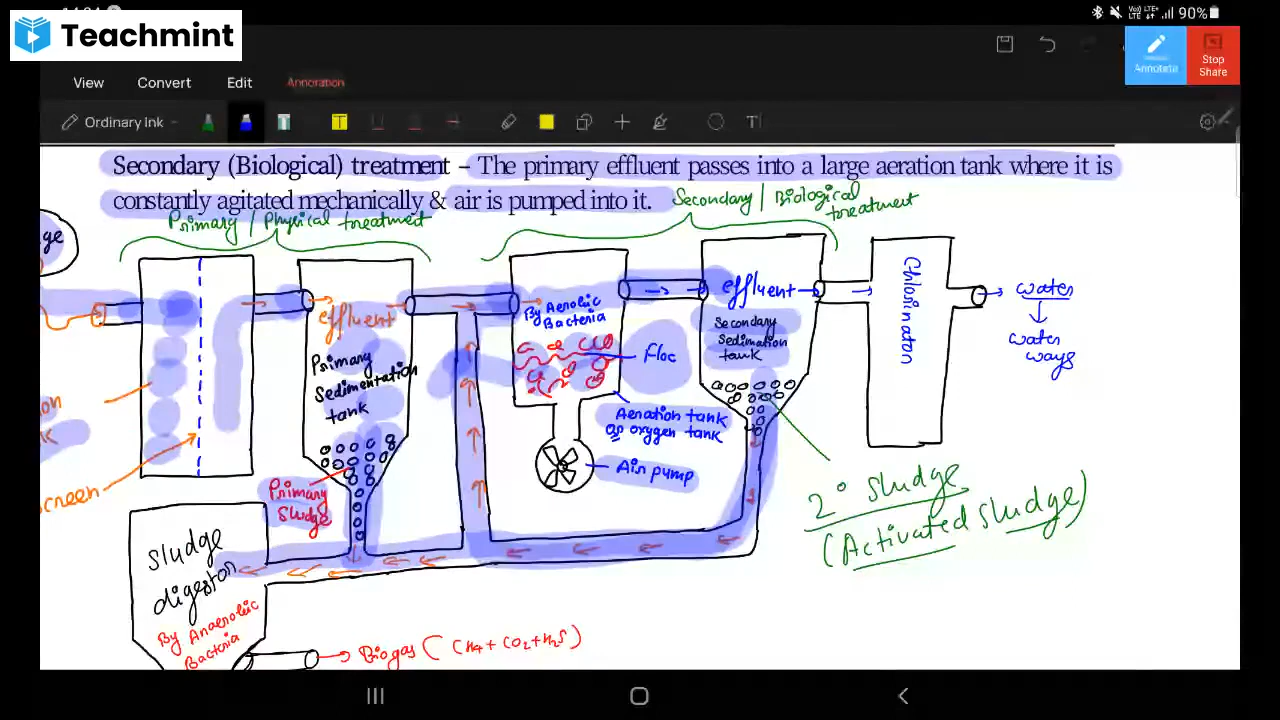 Teachmint
90%
Annotate
Stop
Share
View Convert Edit Annotation
Ordinary Ink
Secondary (Biological) treatment – The primary effluent passes into a large aeration tank where it is
constantly agitated mechanically & air is pumped into it.
Primary / Physical treatment
Secondary / Biological
treatment
effluent
Primary
Sedimentation
tank
Primary
Sludge
screen
By Aerobic
Bacteria
Floc
Aeration tank
or oxygen tank
Air pump
effluent
Secondary
Sedimation
tank
Chlorination
water
water
ways
2° sludge
(Activated sludge)
sludge
digestor
By Anaerobic
Bacteria
Biogas (CH4+CO2+H2S)